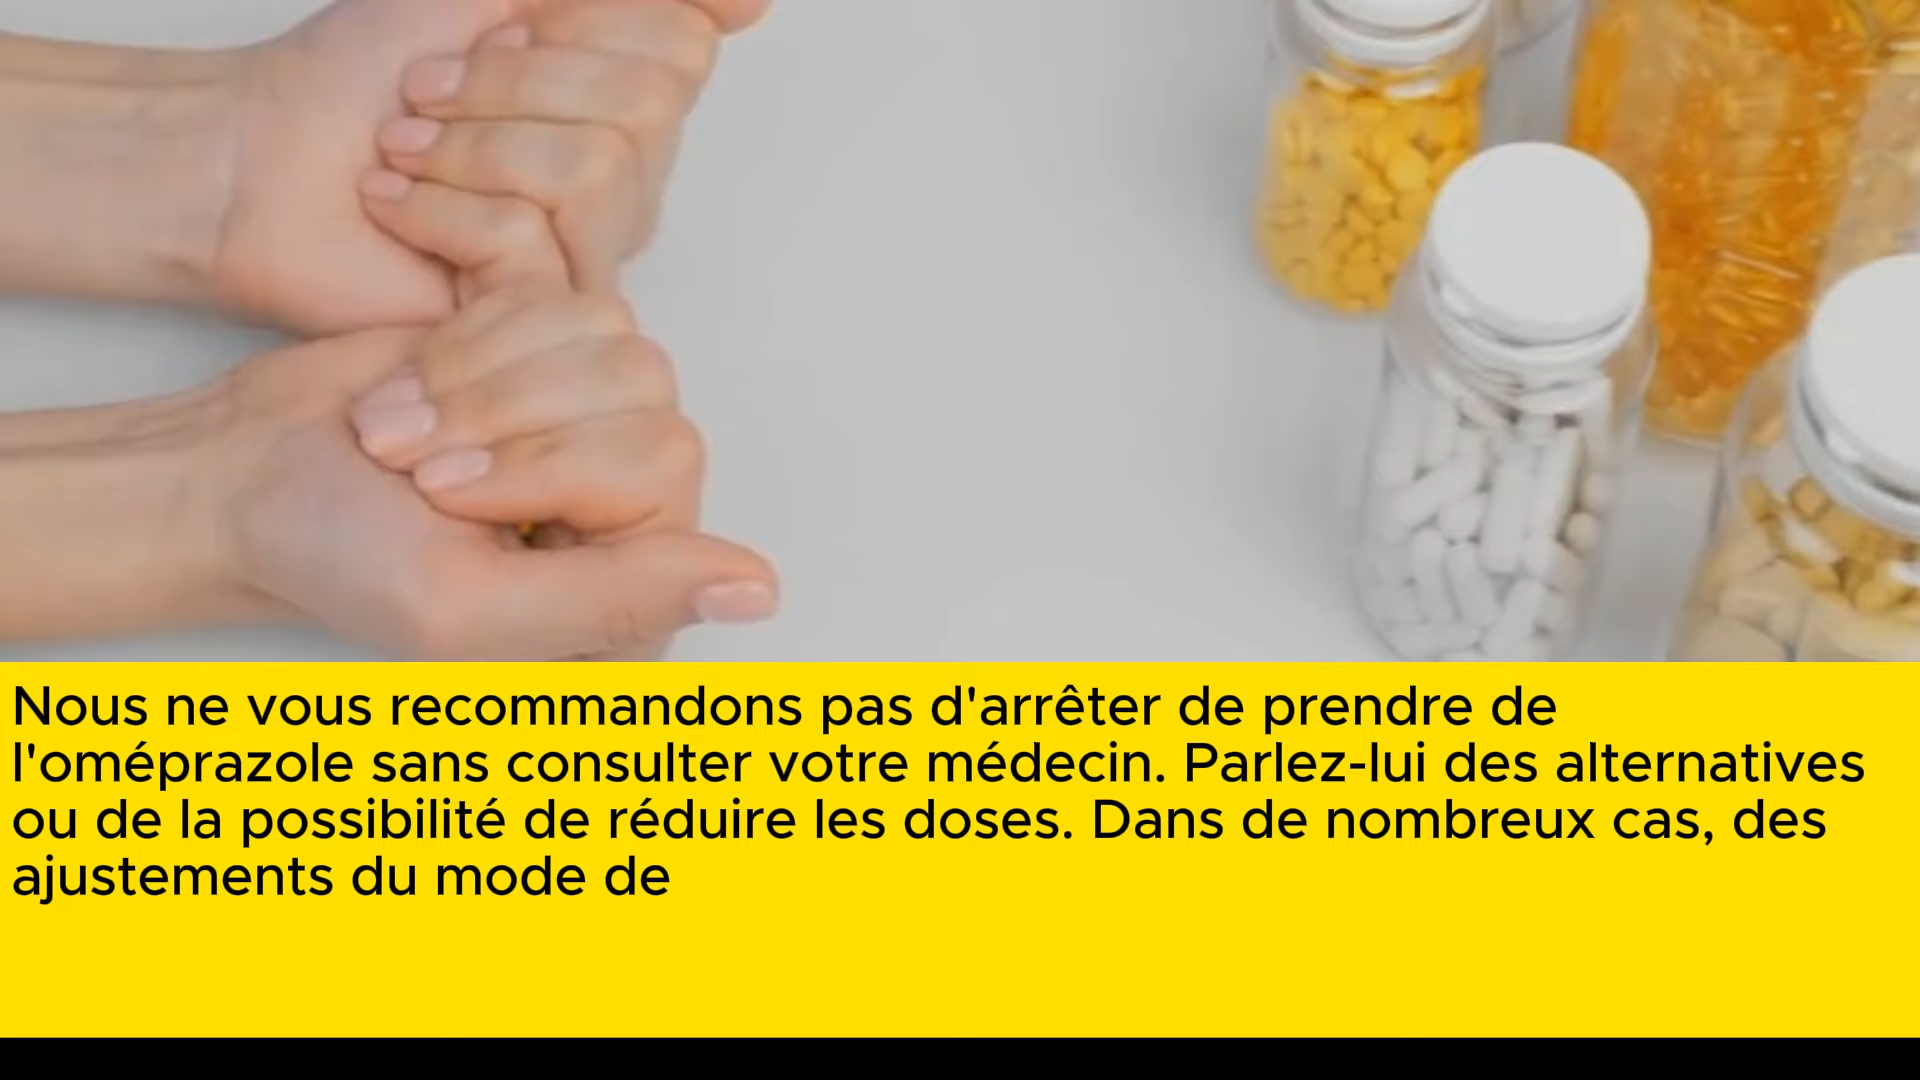 Nous ne vous recommandons pas d'arrêter de prendre de
l'oméprazole sans consulter votre médecin. Parlez-lui des alternatives
ou de la possibilité de réduire les doses. Dans de nombreux cas, des
ajustements du mode de